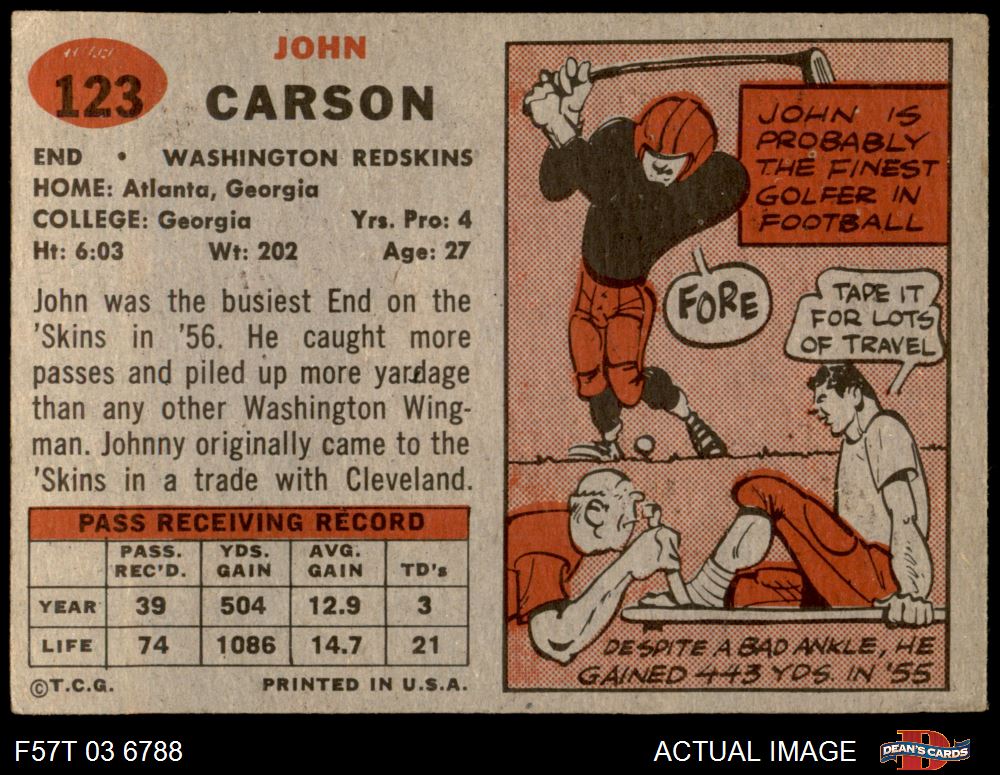 JOHN
123 CARSON
END • WASHINGTON REDSKINS
HOME: Atlanta, Georgia
COLLEGE: Georgia Yrs. Pro: 4
Ht: 6:03 Wt: 202 Age: 27
John was the busiest End on the
'Skins in '56. He caught more
passes and piled up more yardage
than any other Washington Wing-
man. Johnny originally came to the
'Skins in a trade with Cleveland.
PASS RECEIVING RECORD
PASS. YDS. AVG.
REC'D. GAIN GAIN TD's
YEAR 39 504 12.9 3
LIFE 74 1086 14.7 21
©T.C.G. PRINTED IN U.S.A.
JOHN IS
PROBABLY
THE FINEST
GOLFER IN
FOOTBALL
FORE
TAPE IT
FOR LOTS
OF TRAVEL
DESPITE A BAD ANKLE, HE
GAINED 443 YDS. IN '55
F57T 03 6788 ACTUAL IMAGE DEAN'S CARDS